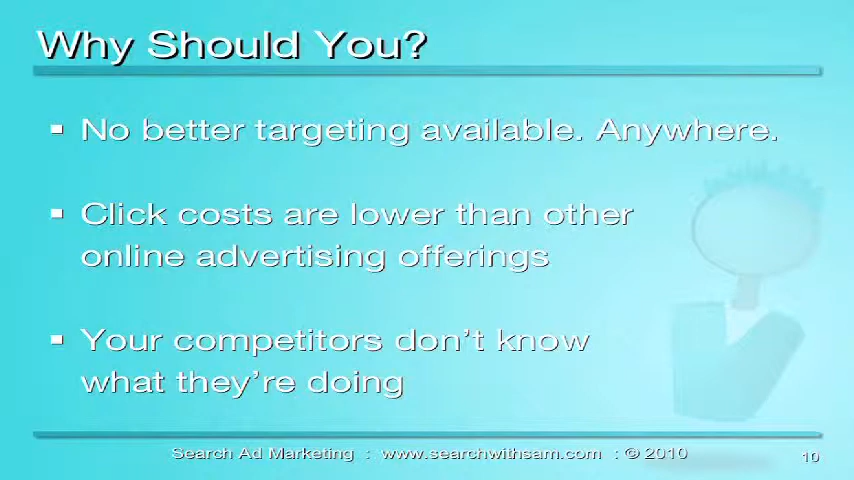 Why Should You?
▪ No better targeting available. Anywhere.
▪ Click costs are lower than other
online advertising offerings
▪ Your competitors don't know
what they're doing
Search Ad Marketing : www.searchwithsam.com : © 2010
10